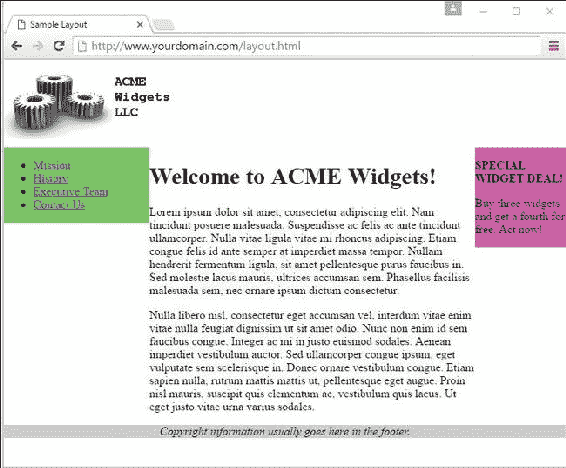 Sample Layout
http://www.yourdomain.com/layout.html
ACME
Widgets
LLC
Mission
History
Executive Team
Contact Us
Welcome to ACME Widgets!
Lorem ipsum dolor sit amet, consectetur adipiscing elit. Nam
tincidunt posuere malesuada. Suspendisse ac felis ac ante tincidunt
ullamcorper. Nulla vitae ligula vitae mi rhoncus adipiscing. Etiam
congue felis id ante semper at imperdiet massa tempor. Nullam
hendrerit fermentum ligula, sit amet pellentesque purus faucibus in.
Sed molestie lacus mauris, ultrices accumsan sem. Phasellus facilisis
malesuada sem, nec ornare ipsum dictum consectetur.
Nulla libero nisl, consectetur eget accumsan vel, interdum vitae enim
vitae nulla feugiat dignissim ut sit amet odio. Nunc non enim id sem
faucibus congue. Integer ac mi in justo euismod sodales. Aenean
imperdiet vestibulum auctor. Sed ullamcorper congue ipsum, eget
vulputate sem scelerisque in. Donec ornare vestibulum congue. Etiam
sapien nulla, rutrum mattis mattis ut, pellentesque eget augue. Proin
nisl mauris, suscipit quis elementum ac, vestibulum quis lacus. Ut
eget justo vitae urna varius sodales.
SPECIAL
WIDGET DEAL!
Buy three widgets
and get a fourth for
free. Act now!
Copyright information usually goes here in the footer.